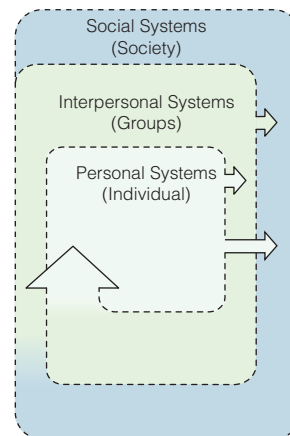 Social Systems
(Society)
Interpersonal Systems
(Groups)
Personal Systems
(Individual)